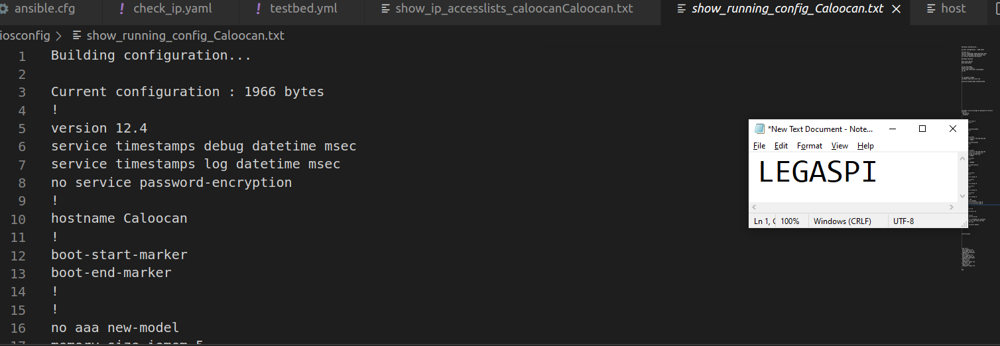 ansible.cfg
! check_ip.yaml
! testbed.yml
show_ip_accesslists_caloocanCaloocan.txt
show_running_config_Caloocan.txt
host
iosconfig > show_running_config_Caloocan.txt
1 Building configuration...
2
3 Current configuration : 1966 bytes
4 !
5 version 12.4
6 service timestamps debug datetime msec
7 service timestamps log datetime msec
8 no service password-encryption
9 !
10 hostname Caloocan
11 !
12 boot-start-marker
13 boot-end-marker
14 !
15 !
16 no aaa new-model
17 memory-size iomem 5
*New Text Document - Note...
File Edit Format View Help
LEGASPI
Ln 1, C 100% Windows (CRLF) UTF-8